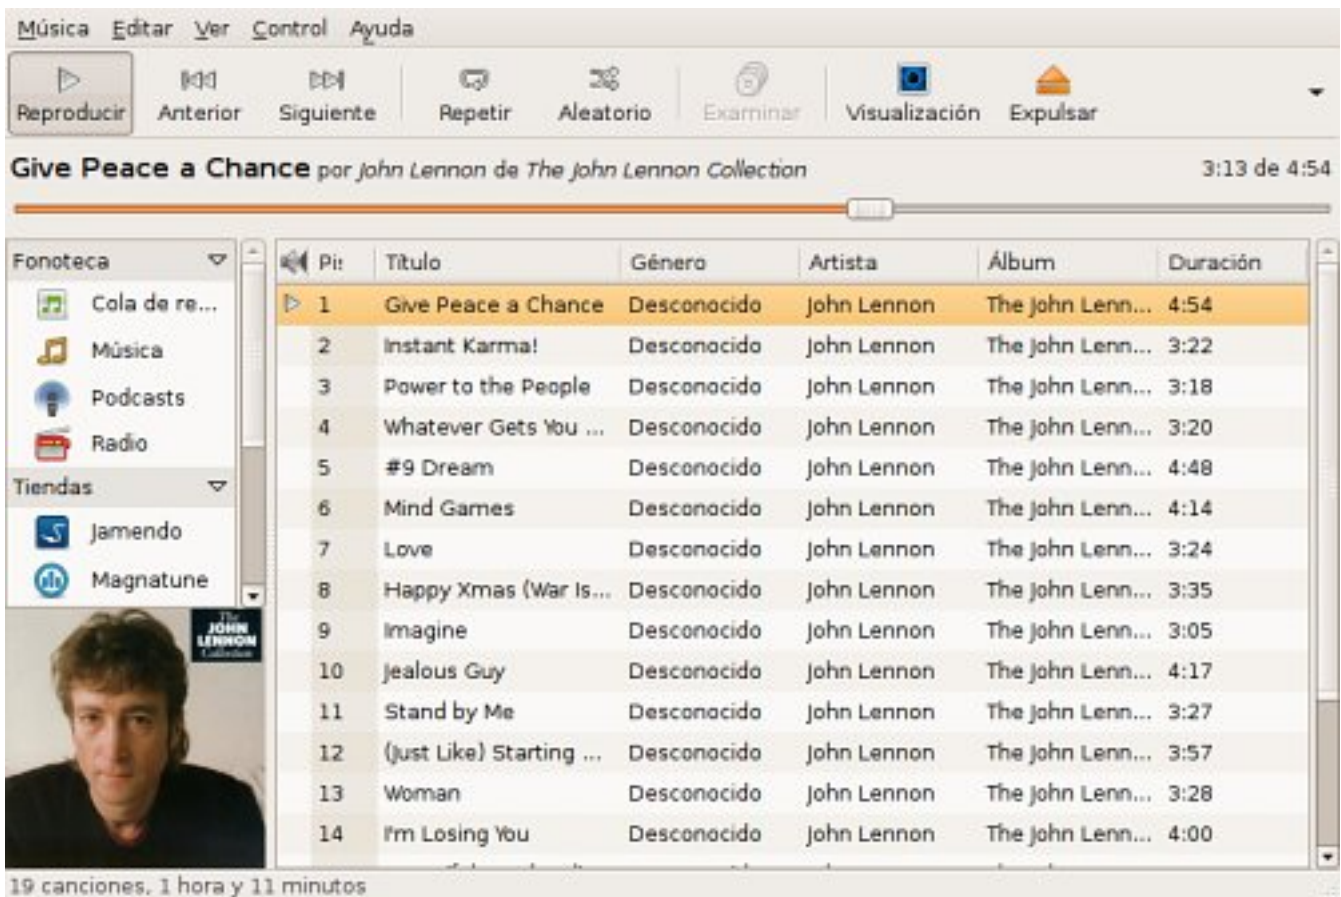 Música Editar Ver Control Ayuda
Reproducir Anterior Siguiente Repetir Aleatorio Examinar Visualización Expulsar
Give Peace a Chance por John Lennon de The John Lennon Collection 3:13 de 4:54
Fonoteca
Cola de re...
Música
Podcasts
Radio
Tiendas
Jamendo
Magnatune
The
JOHN
LENNON
Collection
Pis Título Género Artista Álbum Duración
1 Give Peace a Chance Desconocido John Lennon The John Lenn... 4:54
2 Instant Karma! Desconocido John Lennon The John Lenn... 3:22
3 Power to the People Desconocido John Lennon The John Lenn... 3:18
4 Whatever Gets You ... Desconocido John Lennon The John Lenn... 3:20
5 #9 Dream Desconocido John Lennon The John Lenn... 4:48
6 Mind Games Desconocido John Lennon The John Lenn... 4:14
7 Love Desconocido John Lennon The John Lenn... 3:24
8 Happy Xmas (War Is... Desconocido John Lennon The John Lenn... 3:35
9 Imagine Desconocido John Lennon The John Lenn... 3:05
10 Jealous Guy Desconocido John Lennon The John Lenn... 4:17
11 Stand by Me Desconocido John Lennon The John Lenn... 3:27
12 (Just Like) Starting ... Desconocido John Lennon The John Lenn... 3:57
13 Woman Desconocido John Lennon The John Lenn... 3:28
14 I'm Losing You Desconocido John Lennon The John Lenn... 4:00
19 canciones, 1 hora y 11 minutos